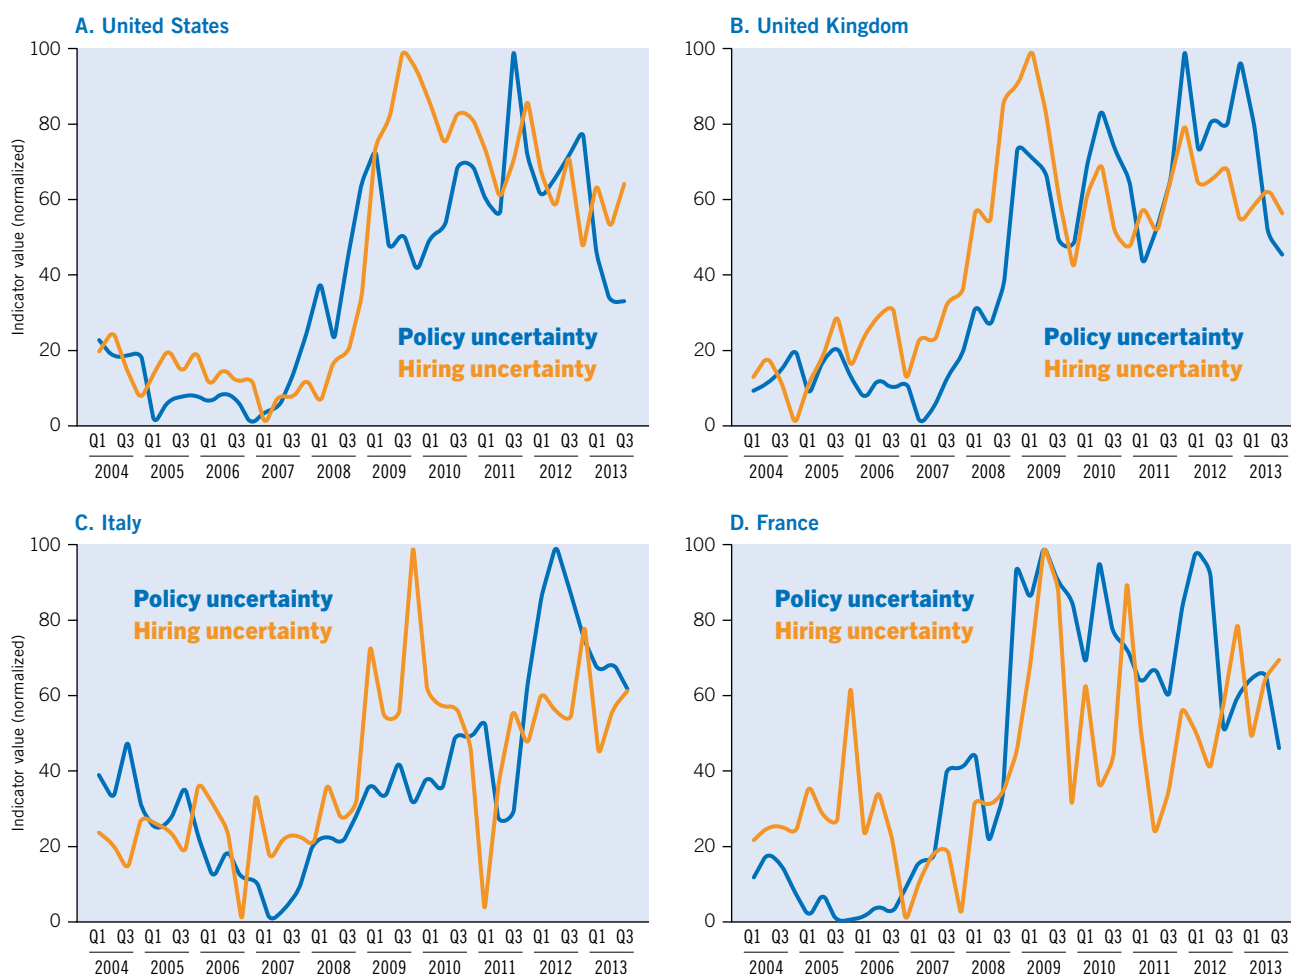 A. United States
Indicator value (normalized)
100
80
60
40
20
0
Policy uncertainty
Hiring uncertainty
Q1 Q3 Q1 Q3 Q1 Q3 Q1 Q3 Q1 Q3 Q1 Q3 Q1 Q3 Q1 Q3 Q1 Q3 Q1 Q3
2004 2005 2006 2007 2008 2009 2010 2011 2012 2013
B. United Kingdom
100
80
60
40
20
0
Policy uncertainty
Hiring uncertainty
Q1 Q3 Q1 Q3 Q1 Q3 Q1 Q3 Q1 Q3 Q1 Q3 Q1 Q3 Q1 Q3 Q1 Q3 Q1 Q3
2004 2005 2006 2007 2008 2009 2010 2011 2012 2013
C. Italy
Indicator value (normalized)
100
80
60
40
20
0
Policy uncertainty
Hiring uncertainty
Q1 Q3 Q1 Q3 Q1 Q3 Q1 Q3 Q1 Q3 Q1 Q3 Q1 Q3 Q1 Q3 Q1 Q3 Q1 Q3
2004 2005 2006 2007 2008 2009 2010 2011 2012 2013
D. France
100
80
60
40
20
0
Policy uncertainty
Hiring uncertainty
Q1 Q3 Q1 Q3 Q1 Q3 Q1 Q3 Q1 Q3 Q1 Q3 Q1 Q3 Q1 Q3 Q1 Q3 Q1 Q3
2004 2005 2006 2007 2008 2009 2010 2011 2012 2013